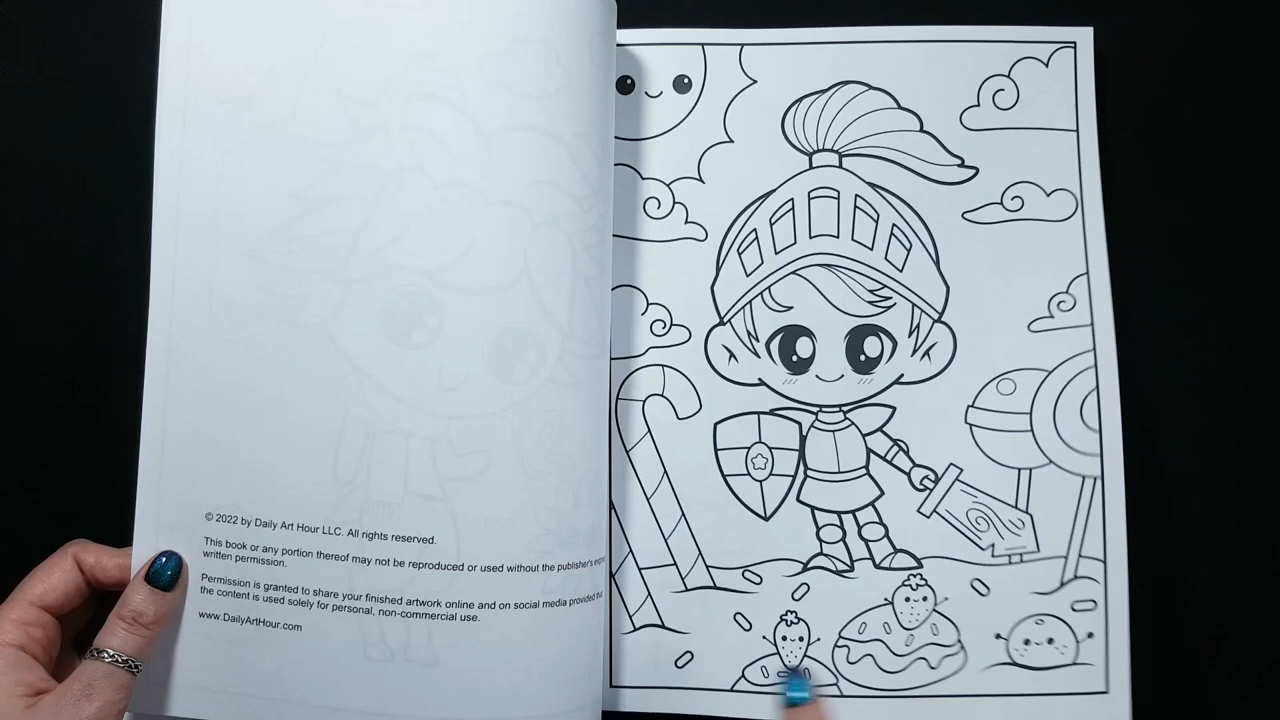 © 2022 by Daily Art Hour LLC. All rights reserved.
This book or any portion thereof may not be reproduced or used without the publisher's
written permission.
Permission is granted to share your finished artwork online and on social media provided
the content is used solely for personal, non-commercial use.
www.DailyArtHour.com